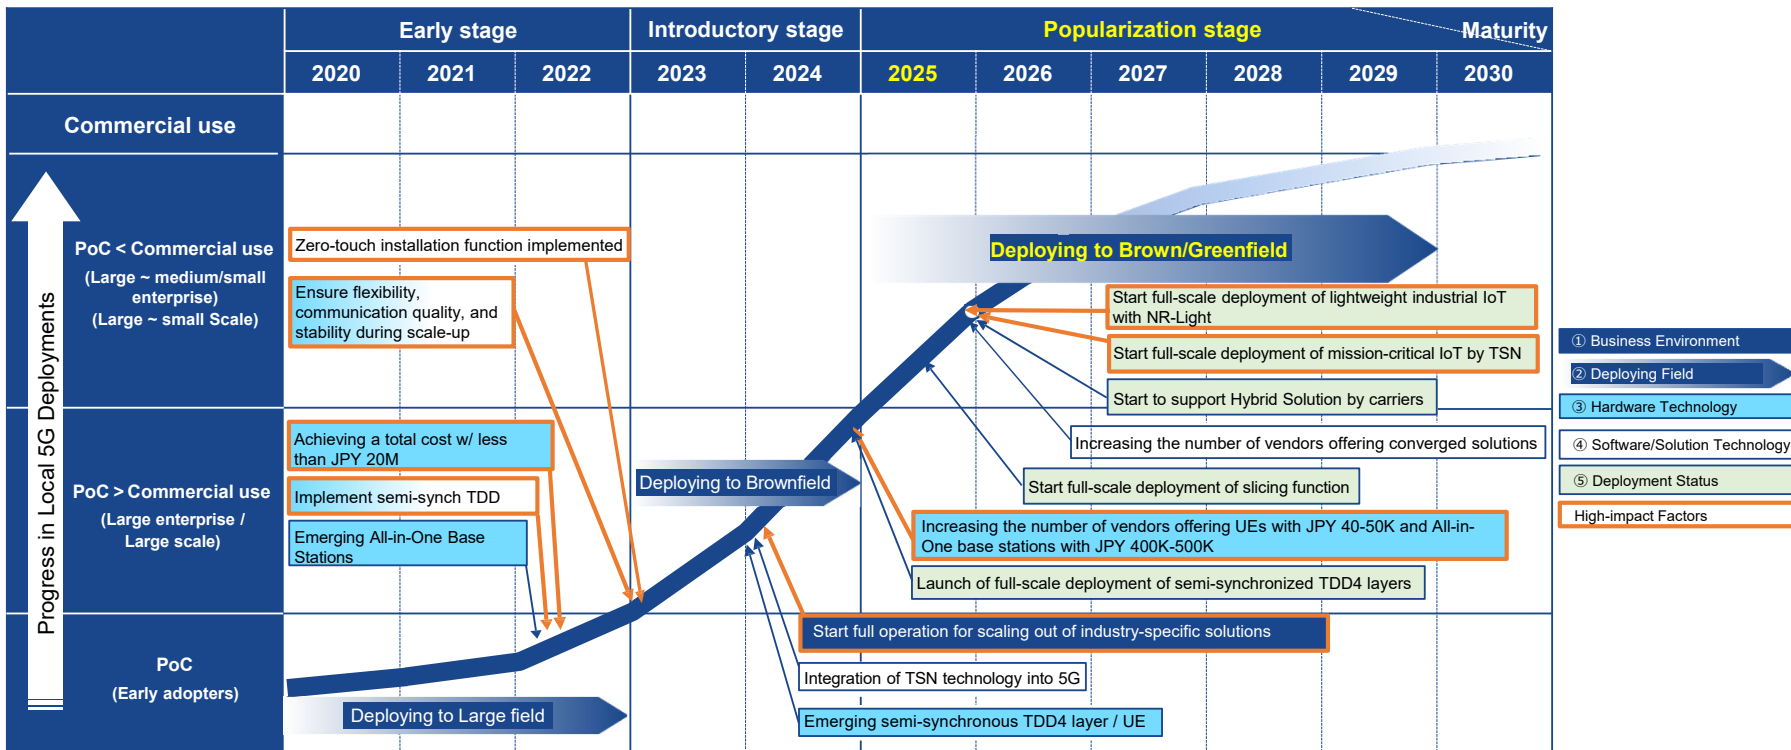 Early stage
Introductory stage
Popularization stage
Maturity
2020
2021
2022
2023
2024
2025
2026
2027
2028
2029
2030
Commercial use
Progress in Local 5G Deployments
PoC < Commercial use
(Large ~ medium/small
enterprise)
(Large ~ small Scale)
PoC > Commercial use
(Large enterprise /
Large scale)
PoC
(Early adopters)
Zero-touch installation function implemented
Ensure flexibility,
communication quality, and
stability during scale-up
Achieving a total cost w/ less
than JPY 20M
Implement semi-synch TDD
Emerging All-in-One Base
Stations
Deploying to Large field
Deploying to Brownfield
Deploying to Brown/Greenfield
Start full-scale deployment of lightweight industrial IoT
with NR-Light
Start full-scale deployment of mission-critical IoT by TSN
Start to support Hybrid Solution by carriers
Increasing the number of vendors offering converged solutions
Start full-scale deployment of slicing function
Increasing the number of vendors offering UEs with JPY 40-50K and All-in-
One base stations with JPY 400K-500K
Launch of full-scale deployment of semi-synchronized TDD4 layers
Start full operation for scaling out of industry-specific solutions
Integration of TSN technology into 5G
Emerging semi-synchronous TDD4 layer / UE
① Business Environment
② Deploying Field
③ Hardware Technology
④ Software/Solution Technology
⑤ Deployment Status
High-impact Factors